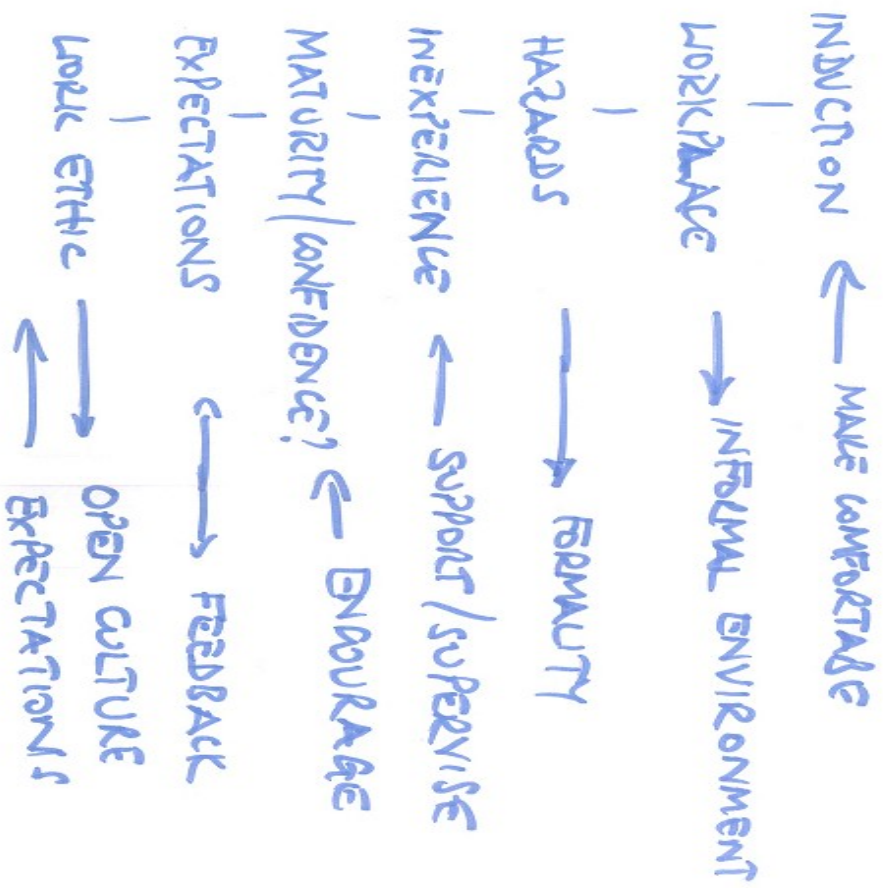 INDUCTION ← MAKE COMFORTABE
WORKPLACE → INFORMAL ENVIRONMENT
HAZARDS → FORMALITY
INEXPERIENCE ← SUPPORT/SUPERVISE
MATURITY/CONFIDENCE? ← ENCOURAGE
EXPECTATIONS ↔ FEEDBACK
WORK ETHIC → OPEN CULTURE
← EXPECTATIONS